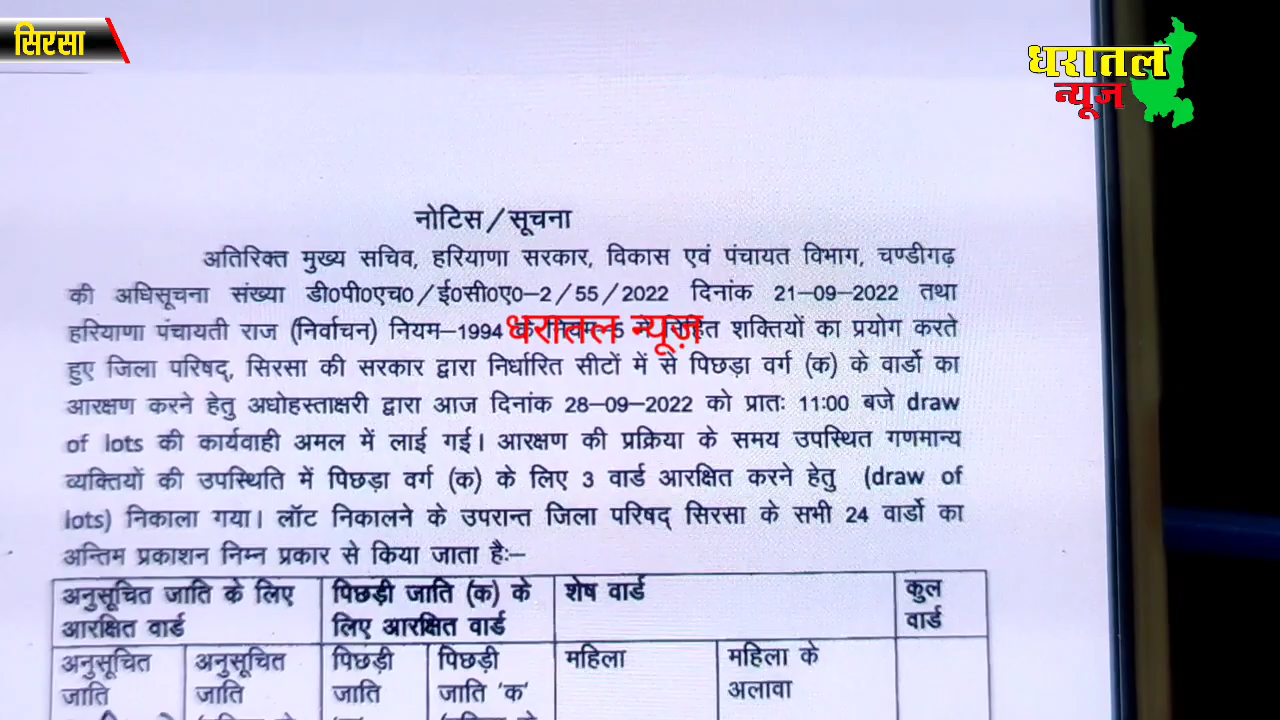 सिरसा
धरातल
न्यूज
नोटिस/सूचना
अतिरिक्त मुख्य सचिव, हरियाणा सरकार, विकास एवं पंचायत विभाग, चण्डीगढ़
की अधिसूचना संख्या डी0पी0एच0/ई0सी0ए0–2/55/2022 दिनांक 21–09–2022 तथा
हरियाणा पंचायती राज (निर्वाचन) नियम–1994 के नियम–5 में निहित शक्तियों का प्रयोग करते
धरातल न्यूज़
हुए जिला परिषद्, सिरसा की सरकार द्वारा निर्धारित सीटों में से पिछड़ा वर्ग (क) के वार्डो का
आरक्षण करने हेतु अधोहस्ताक्षरी द्वारा आज दिनांक 28–09–2022 को प्रातः 11:00 बजे draw
of lots की कार्यवाही अमल में लाई गई। आरक्षण की प्रक्रिया के समय उपस्थित गणमान्य
व्यक्तियों की उपस्थिति में पिछड़ा वर्ग (क) के लिए 3 वार्ड आरक्षित करने हेतु (draw of
lots) निकाला गया। लॉट निकालने के उपरान्त जिला परिषद् सिरसा के सभी 24 वार्डो का
अन्तिम प्रकाशन निम्न प्रकार से किया जाता हैः–
अनुसूचित जाति के लिए पिछड़ी जाति (क) के शेष वार्ड कुल
आरक्षित वार्ड लिए आरक्षित वार्ड वार्ड
अनुसूचित अनुसूचित पिछड़ी पिछड़ी महिला महिला के
जाति जाति जाति जाति 'क' अलावा